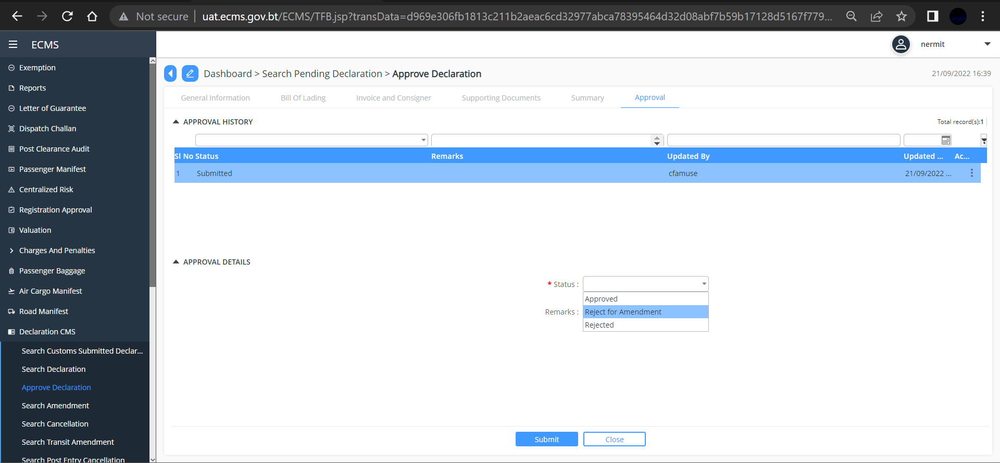 Not secure
uat.ecms.gov.bt/ECMS/TFB.jsp?transData=d969e306fb1813c211b2aeac6cd32977abca78395464d32d08abf7b59b17128d5167f779...
ECMS
nermit
Exemption
Reports
Letter of Guarantee
Dispatch Challan
Post Clearance Audit
Passenger Manifest
Centralized Risk
Registration Approval
Valuation
Charges And Penalties
Passenger Baggage
Air Cargo Manifest
Road Manifest
Declaration CMS
Search Customs Submitted Declar...
Search Declaration
Approve Declaration
Search Amendment
Search Cancellation
Search Transit Amendment
Search Post Entry Cancellation
Dashboard > Search Pending Declaration > Approve Declaration
21/09/2022 16:39
General Information Bill Of Lading Invoice and Consigner Supporting Documents Summary Approval
APPROVAL HISTORY
Total record(s):1
Sl No Status Remarks Updated By Updated ... Ac...
1 Submitted cfamuse 21/09/2022 ...
APPROVAL DETAILS
* Status :
Approved
Remarks : Reject for Amendment
Rejected
Submit Close